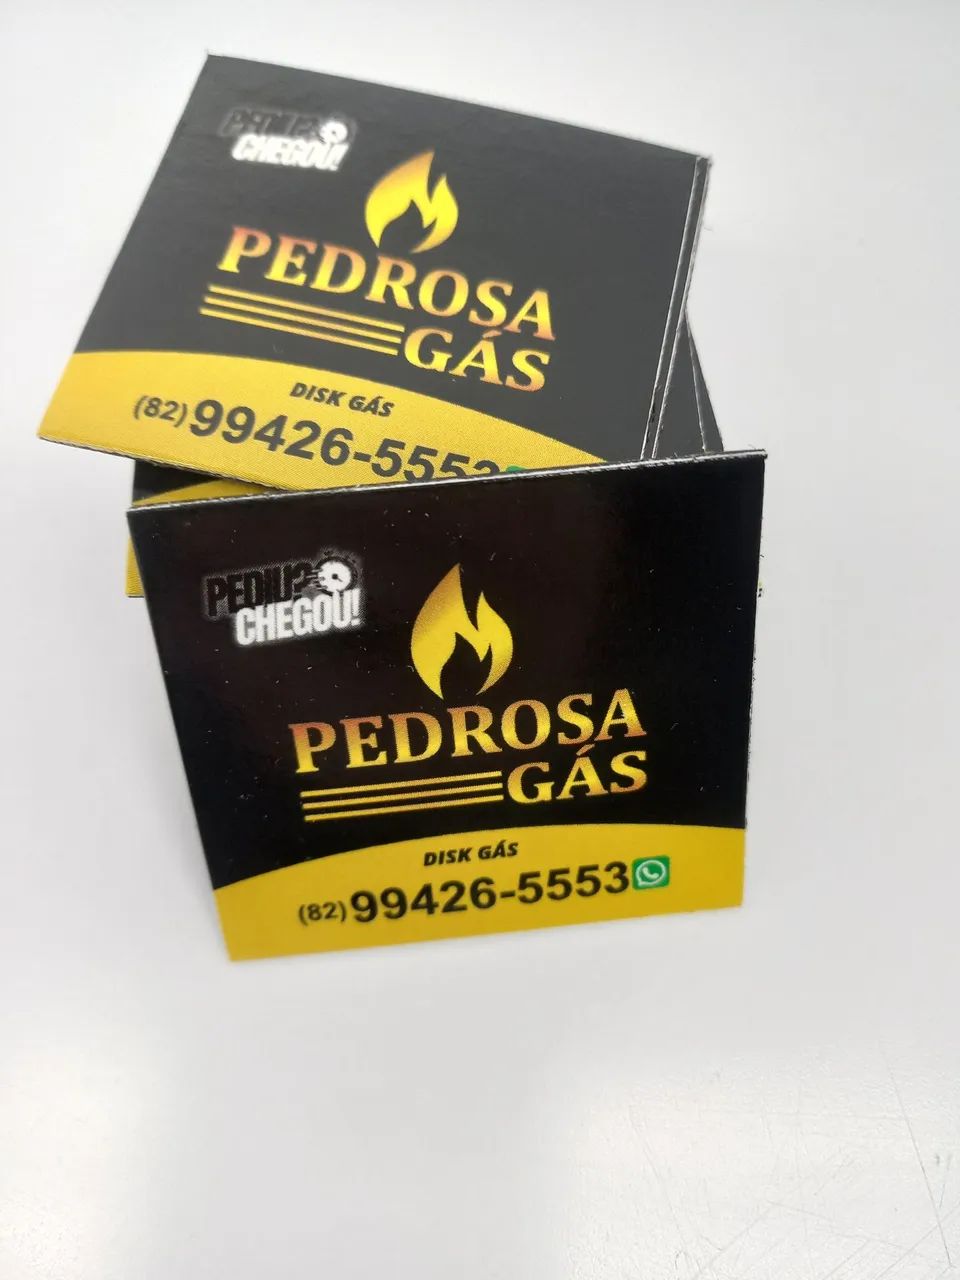 PEDIU?
CHEGOU!
PEDROSA
GÁS
DISK GÁS
(82) 99426-5553
PEDIU?
CHEGOU!
PEDROSA
GÁS
DISK GÁS
(82) 99426-5553